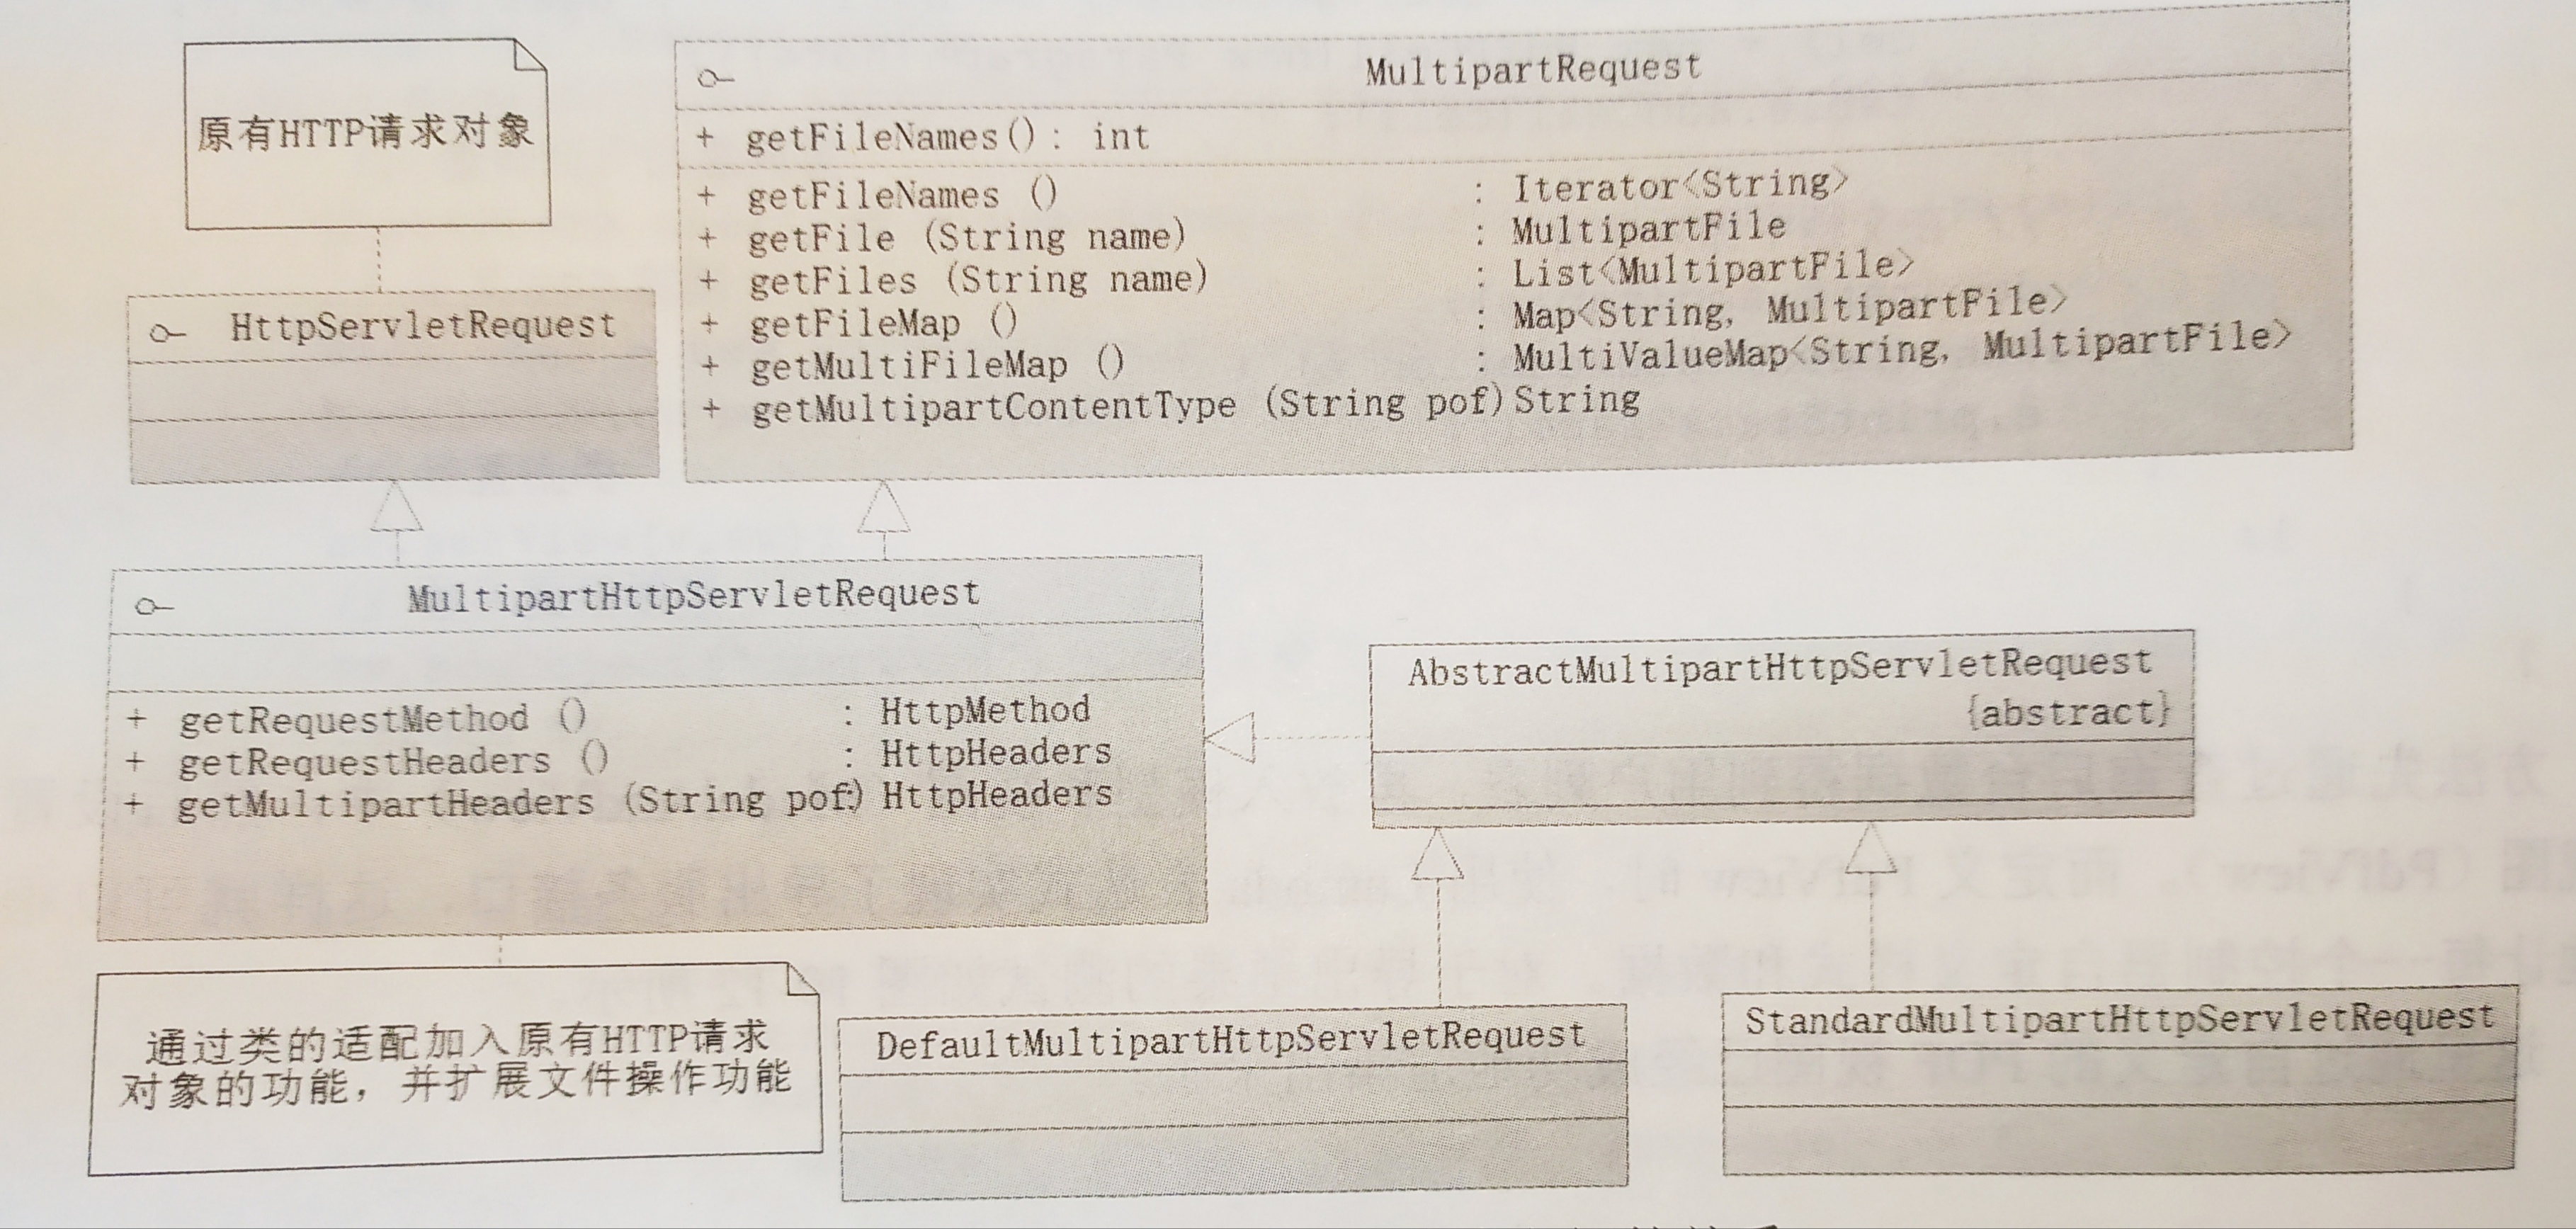 原有HTTP请求对象
MultipartRequest
+ getFileNames() : int
+ getFileNames () : Iterator<String>
+ getFile (String name) : MultipartFile
+ getFiles (String name) : List<MultipartFile>
+ getFileMap () : Map<String, MultipartFile>
+ getMultiFileMap () : MultiValueMap<String, MultipartFile>
+ getMultipartContentType (String pof) String
HttpServletRequest
MultipartHttpServletRequest
+ getRequestMethod () : HttpMethod
+ getRequestHeaders () : HttpHeaders
+ getMultipartHeaders (String pof:) HttpHeaders
AbstractMultipartHttpServletRequest
{abstract}
通过类的适配加入原有HTTP请求
对象的功能，并扩展文件操作功能
DefaultMultipartHttpServletRequest
StandardMultipartHttpServletRequest